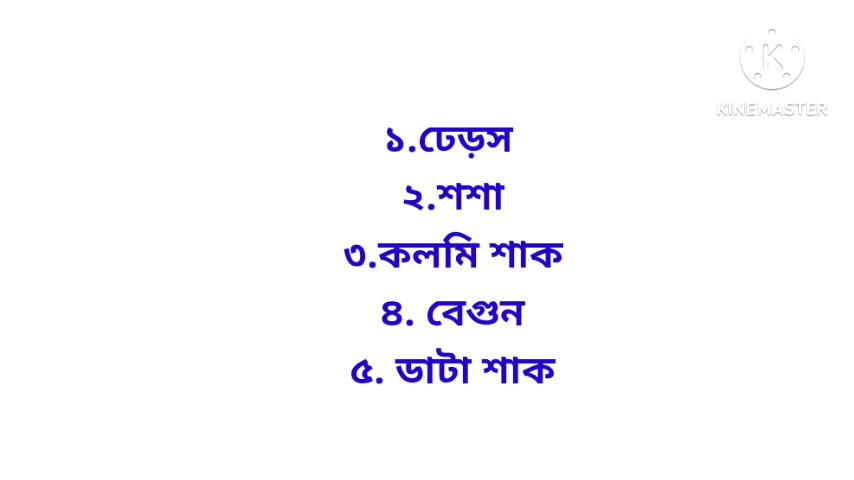 KINEMASTER
১.ঢেড়স
২.শশা
৩.কলমি শাক
৪. বেগুন
৫. ডাটা শাক